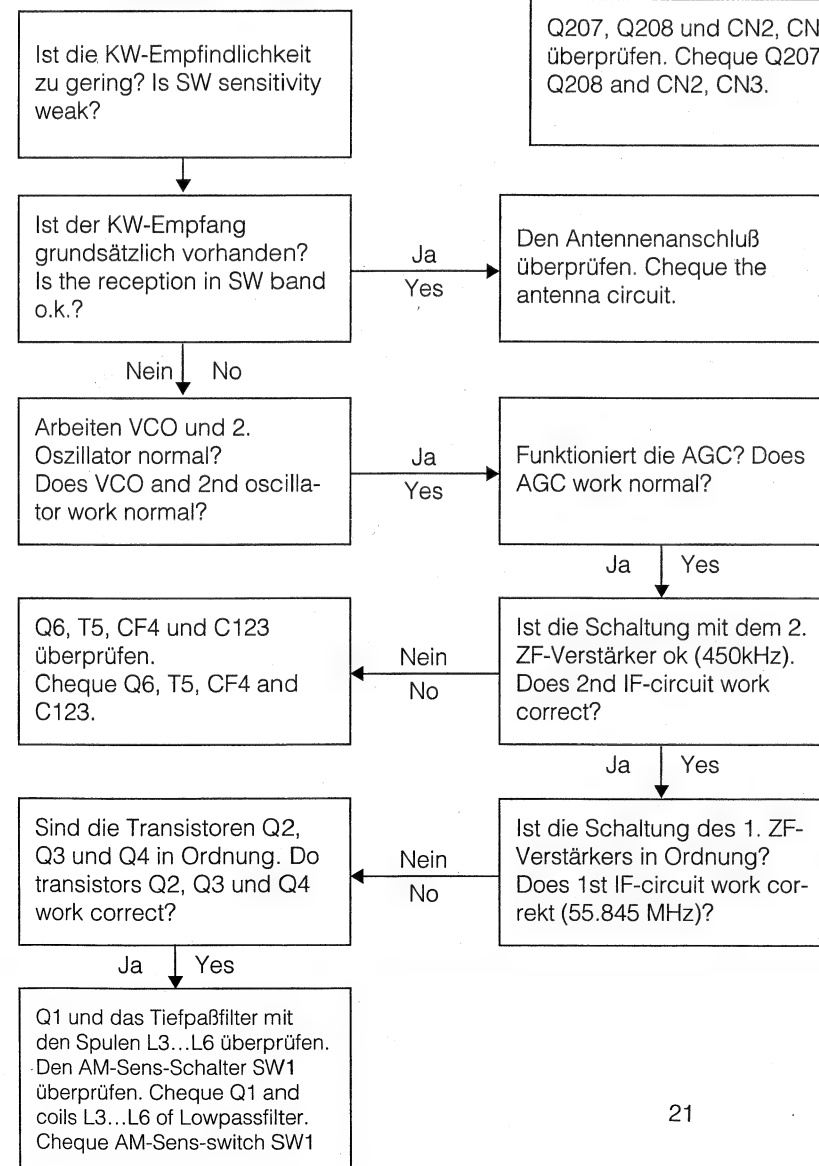 Ist die KW-Empfindlichkeit
zu gering? Is SW sensitivity
weak?
Q207, Q208 und CN2, CN
überprüfen. Cheque Q207
Q208 and CN2, CN3.
Ist der KW-Empfang
grundsätzlich vorhanden?
Is the reception in SW band
o.k.?
Ja
Yes
Den Antennenanschluß
überprüfen. Cheque the
antenna circuit.
Nein No
Arbeiten VCO und 2.
Oszillator normal?
Does VCO and 2nd oscilla-
tor work normal?
Ja
Yes
Funktioniert die AGC? Does
AGC work normal?
Ja Yes
Q6, T5, CF4 und C123
überprüfen.
Cheque Q6, T5, CF4 and
C123.
Nein
No
Ist die Schaltung mit dem 2.
ZF-Verstärker ok (450kHz).
Does 2nd IF-circuit work
correct?
Ja Yes
Sind die Transistoren Q2,
Q3 und Q4 in Ordnung. Do
transistors Q2, Q3 und Q4
work correct?
Nein
No
Ist die Schaltung des 1. ZF-
Verstärkers in Ordnung?
Does 1st IF-circuit work cor-
rekt (55.845 MHz)?
Ja Yes
Q1 und das Tiefpaßfilter mit
den Spulen L3...L6 überprüfen.
Den AM-Sens-Schalter SW1
überprüfen. Cheque Q1 and
coils L3...L6 of Lowpassfilter.
Cheque AM-Sens-switch SW1
21